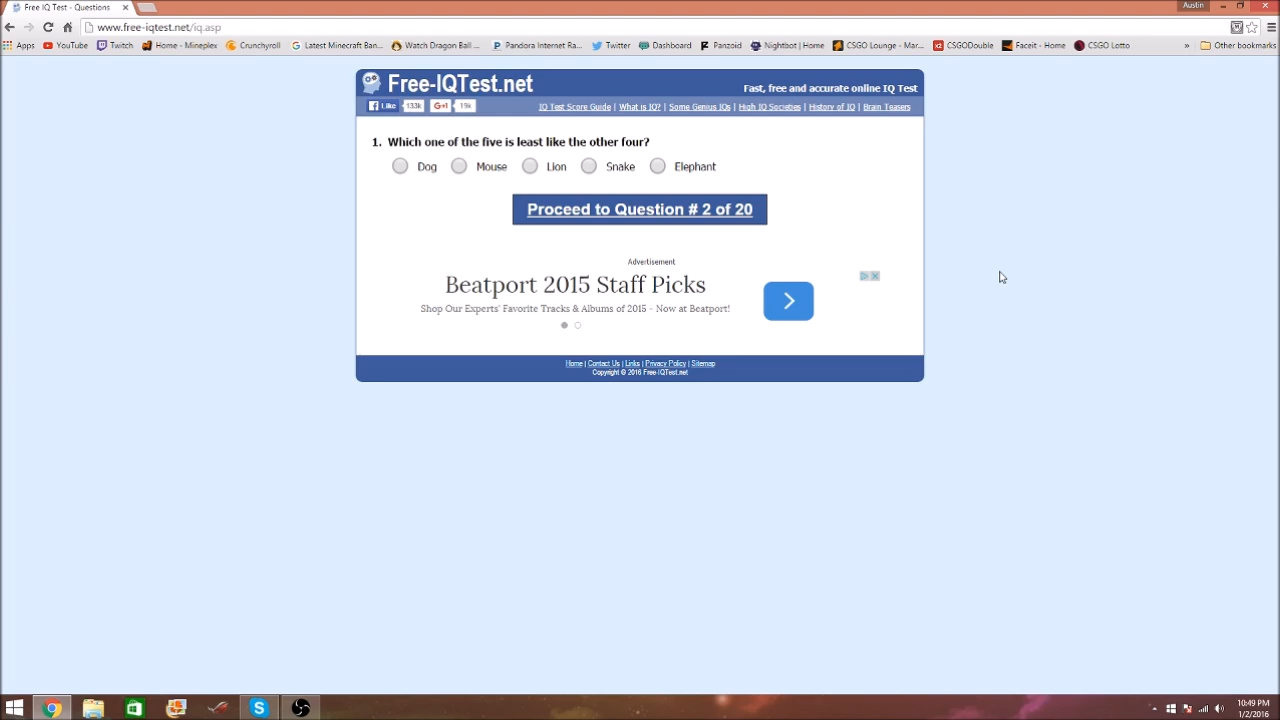 Free IQ Test - Questions
Austin
www.free-iqtest.net/iq.asp
Apps YouTube Twitch Home - Mineplex Crunchyroll Latest Minecraft Ban... Watch Dragon Ball ... Pandora Internet Ra... Twitter Dashboard Panzoid Nightbot | Home CSGO Lounge - Mar... CSGODouble Faceit - Home CSGO Lotto » Other bookmarks
Free-IQTest.net
Fast, free and accurate online IQ Test
Like 133k G+1 19k IQ Test Score Guide | What is IQ? | Some Genius IQs | High IQ Societies | History of IQ | Brain Teasers
1. Which one of the five is least like the other four?
Dog Mouse Lion Snake Elephant
Proceed to Question # 2 of 20
Advertisement
Beatport 2015 Staff Picks
Shop Our Experts' Favorite Tracks & Albums of 2015 - Now at Beatport!
Home | Contact Us | Links | Privacy Policy | Sitemap
Copyright © 2016 Free-IQTest.net
10:49 PM
1/2/2016